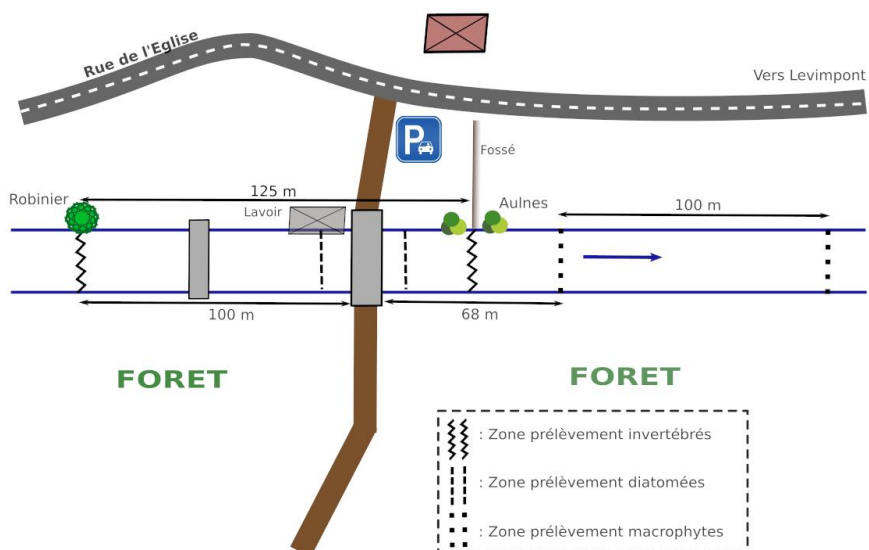 Rue de l'Eglise
Vers Levimpont
P
Fossé
Robinier
125 m
Lavoir
Aulnes
100 m
100 m
68 m
FORET
FORET
: Zone prélèvement invertébrés
: Zone prélèvement diatomées
: Zone prélèvement macrophytes